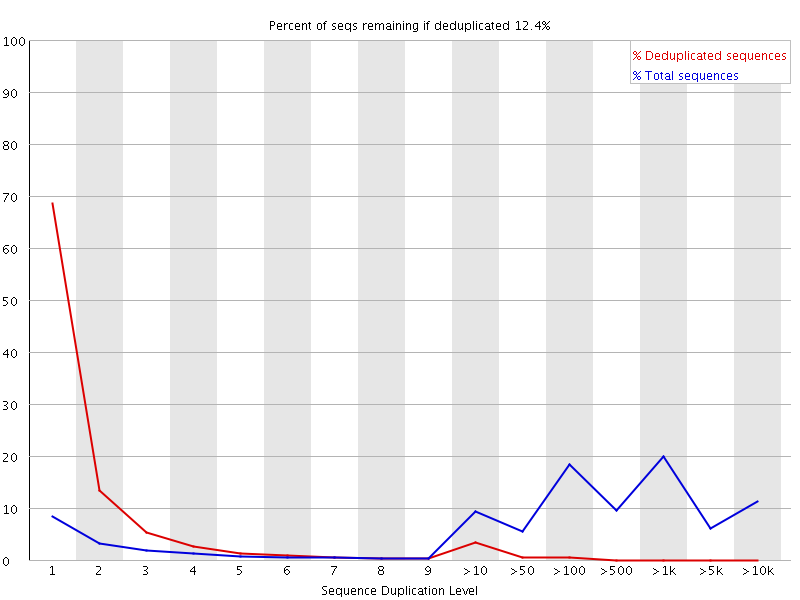 Percent of seqs remaining if deduplicated 12.4%
% Deduplicated sequences
% Total sequences
100
90
80
70
60
50
40
30
20
10
0
1 2 3 4 5 6 7 8 9 >10 >50 >100 >500 >1k >5k >10k
Sequence Duplication Level